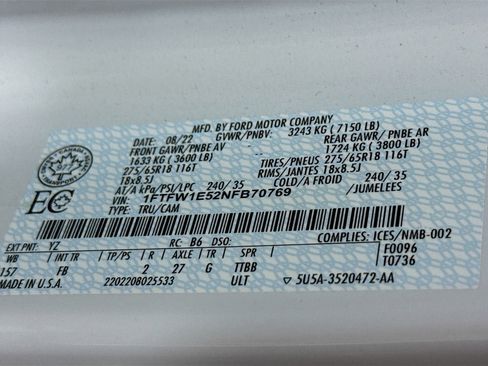 MFD. BY FORD MOTOR COMPANY
DATE: 08/22 GVWR/PNBV: 3243 KG ( 7150 LB)
FRONT GAWR/PNBE AV REAR GAWR/ PNBE AR
1633 KG ( 3600 LB) 1724 KG ( 3800 LB)
275/65R18 116T TIRES/PNEUS 275/65R18 116T
18x8.5J RIMS/JANTES 18x8.5J
AT/A kPa/PSI/LPC 240/ 35 COLD/A FROID 240/ 35 /JUMELEES
VIN: 1FTFW1E52NFB70769
TYPE: TRU/CAM
CANADA
TRANSPORT
EC
EXT PNT: YZ RC: B6 DSO: COMPLIES: ICES/NMB-002
WB INT TR TP/PS R AXLE TR SPR F0096
157 FB 2 27 G TTBB T0736
MADE IN U.S.A. 2202208025533 ULT 5U5A-3520472-AA